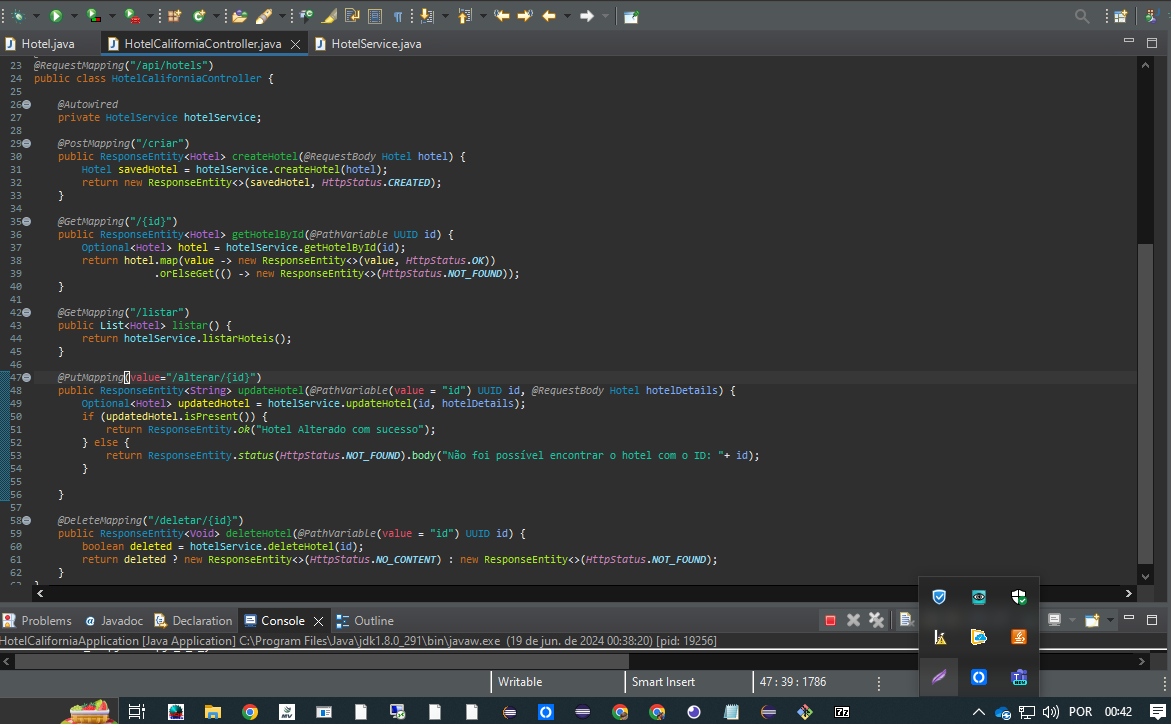 Hotel.java HotelCaliforniaController.java HotelService.java
23 @RequestMapping("/api/hotels")
24 public class HotelCaliforniaController {
25
26 @Autowired
27 private HotelService hotelService;
28
29 @PostMapping("/criar")
30 public ResponseEntity<Hotel> createHotel(@RequestBody Hotel hotel) {
31 Hotel savedHotel = hotelService.createHotel(hotel);
32 return new ResponseEntity<>(savedHotel, HttpStatus.CREATED);
33 }
34
35 @GetMapping("/{id}")
36 public ResponseEntity<Hotel> getHotelById(@PathVariable UUID id) {
37 Optional<Hotel> hotel = hotelService.getHotelById(id);
38 return hotel.map(value -> new ResponseEntity<>(value, HttpStatus.OK))
39 .orElseGet(() -> new ResponseEntity<>(HttpStatus.NOT_FOUND));
40 }
41
42 @GetMapping("/listar")
43 public List<Hotel> listar() {
44 return hotelService.listarHoteis();
45 }
46
47 @PutMapping(value="/alterar/{id}")
48 public ResponseEntity<String> updateHotel(@PathVariable(value = "id") UUID id, @RequestBody Hotel hotelDetails) {
49 Optional<Hotel> updatedHotel = hotelService.updateHotel(id, hotelDetails);
50 if (updatedHotel.isPresent()) {
51 return ResponseEntity.ok("Hotel Alterado com sucesso");
52 } else {
53 return ResponseEntity.status(HttpStatus.NOT_FOUND).body("Não foi possível encontrar o hotel com o ID: "+ id);
54 }
55
56 }
57
58 @DeleteMapping("/deletar/{id}")
59 public ResponseEntity<Void> deleteHotel(@PathVariable(value = "id") UUID id) {
60 boolean deleted = hotelService.deleteHotel(id);
61 return deleted ? new ResponseEntity<>(HttpStatus.NO_CONTENT) : new ResponseEntity<>(HttpStatus.NOT_FOUND);
62 }
Problems Javadoc Declaration Console Outline
HotelCaliforniaApplication [Java Application] C:\Program Files\Java\jdk1.8.0_291\bin\javaw.exe (19 de jun. de 2024 00:38:20) [pid: 19256]
Writable Smart Insert 47 : 39 : 1786
POR 00:42